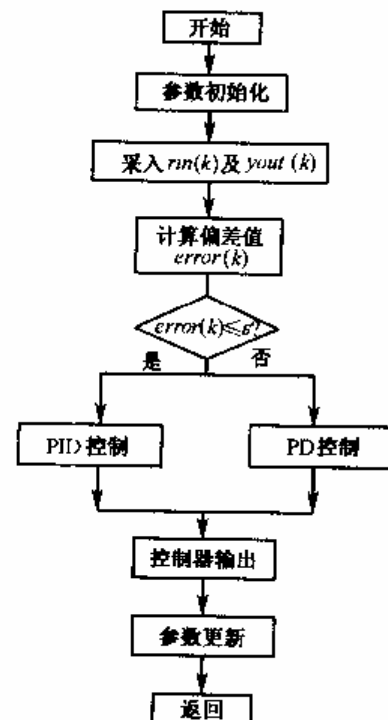 开始
参数初始化
采入 rin(k) 及 yout (k)
计算偏差值
error(k)
error(k)≤ε?
是
否
PID 控制
PD 控制
控制器输出
参数更新
返回